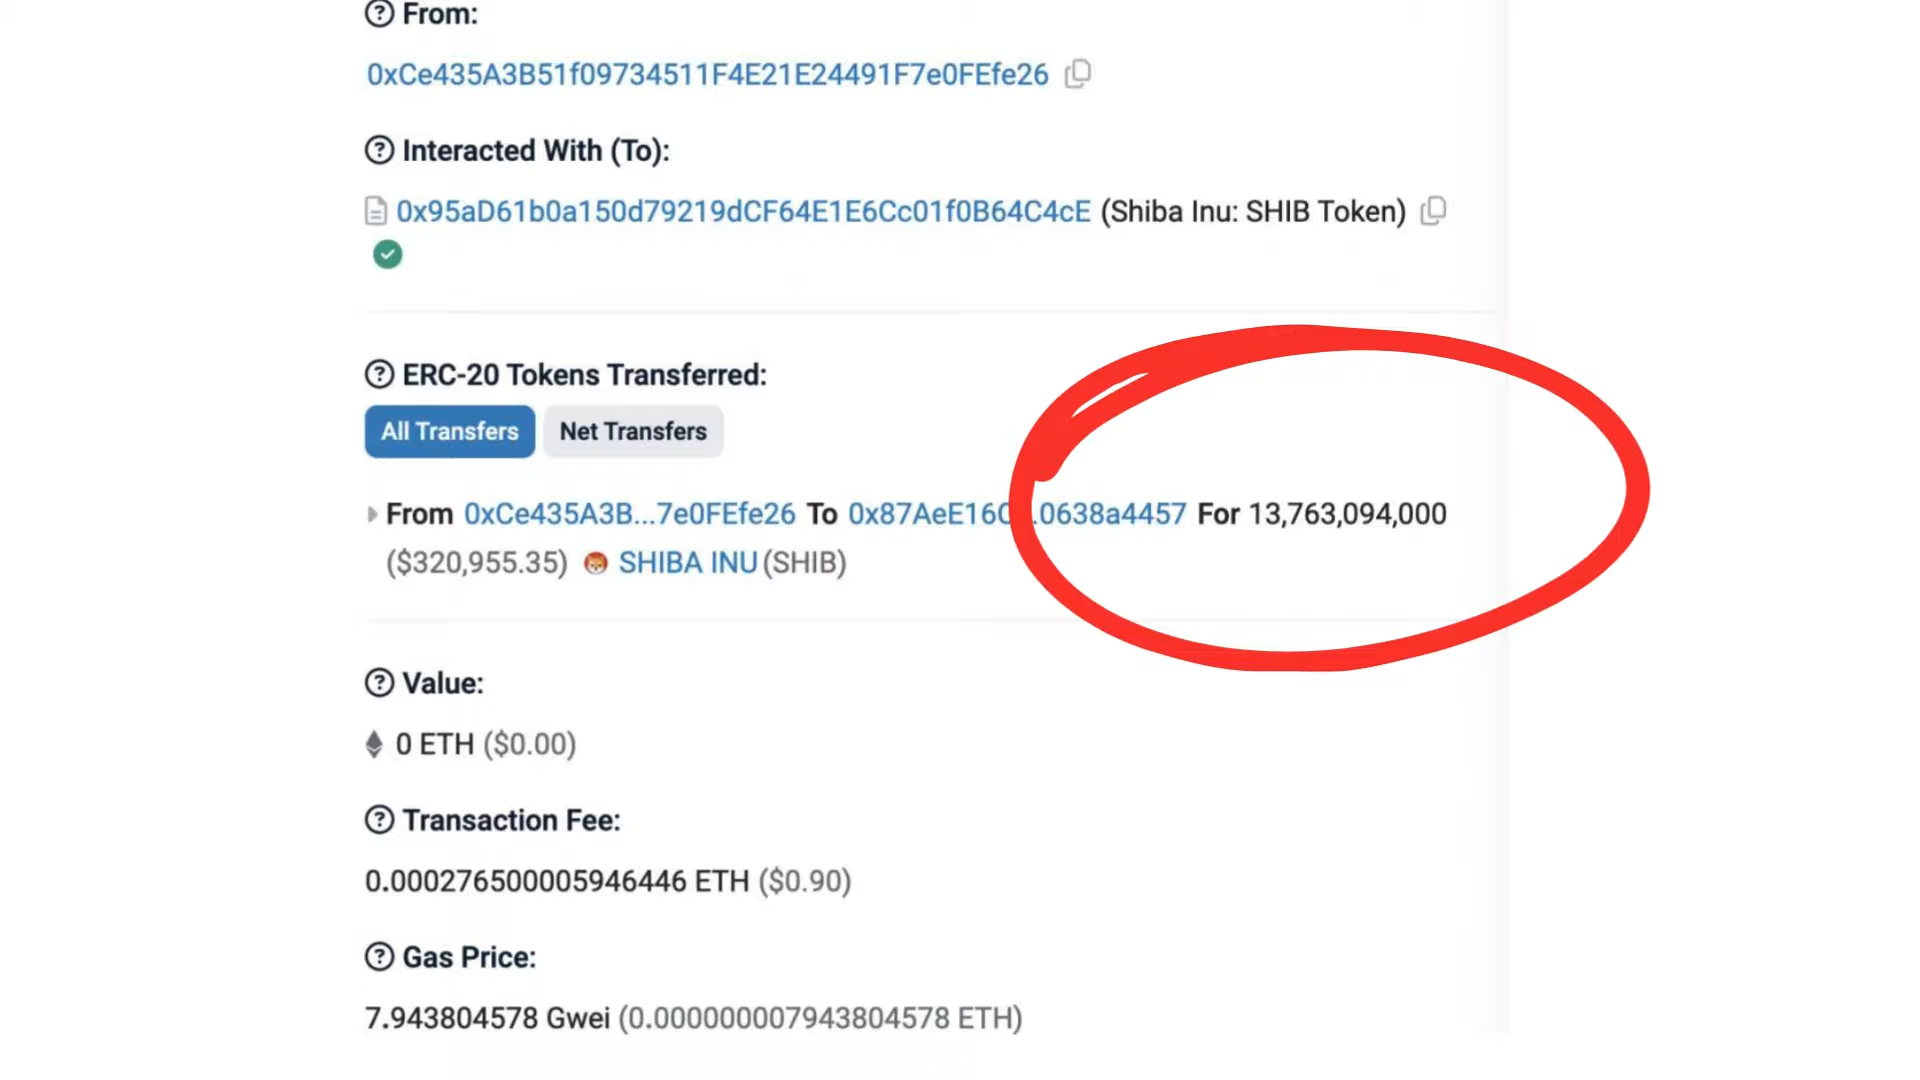 From:
0xCe435A3B51f09734511F4E21E24491F7e0FEfe26
Interacted With (To):
0x95aD61b0a150d79219dCF64E1E6Cc01f0B64C4cE (Shiba Inu: SHIB Token)
ERC-20 Tokens Transferred:
All Transfers Net Transfers
From 0xCe435A3B...7e0FEfe26 To 0x87AeE16C...0638a4457 For 13,763,094,000
($320,955.35) SHIBA INU (SHIB)
Value:
0 ETH ($0.00)
Transaction Fee:
0.000276500005946446 ETH ($0.90)
Gas Price:
7.943804578 Gwei (0.000000007943804578 ETH)